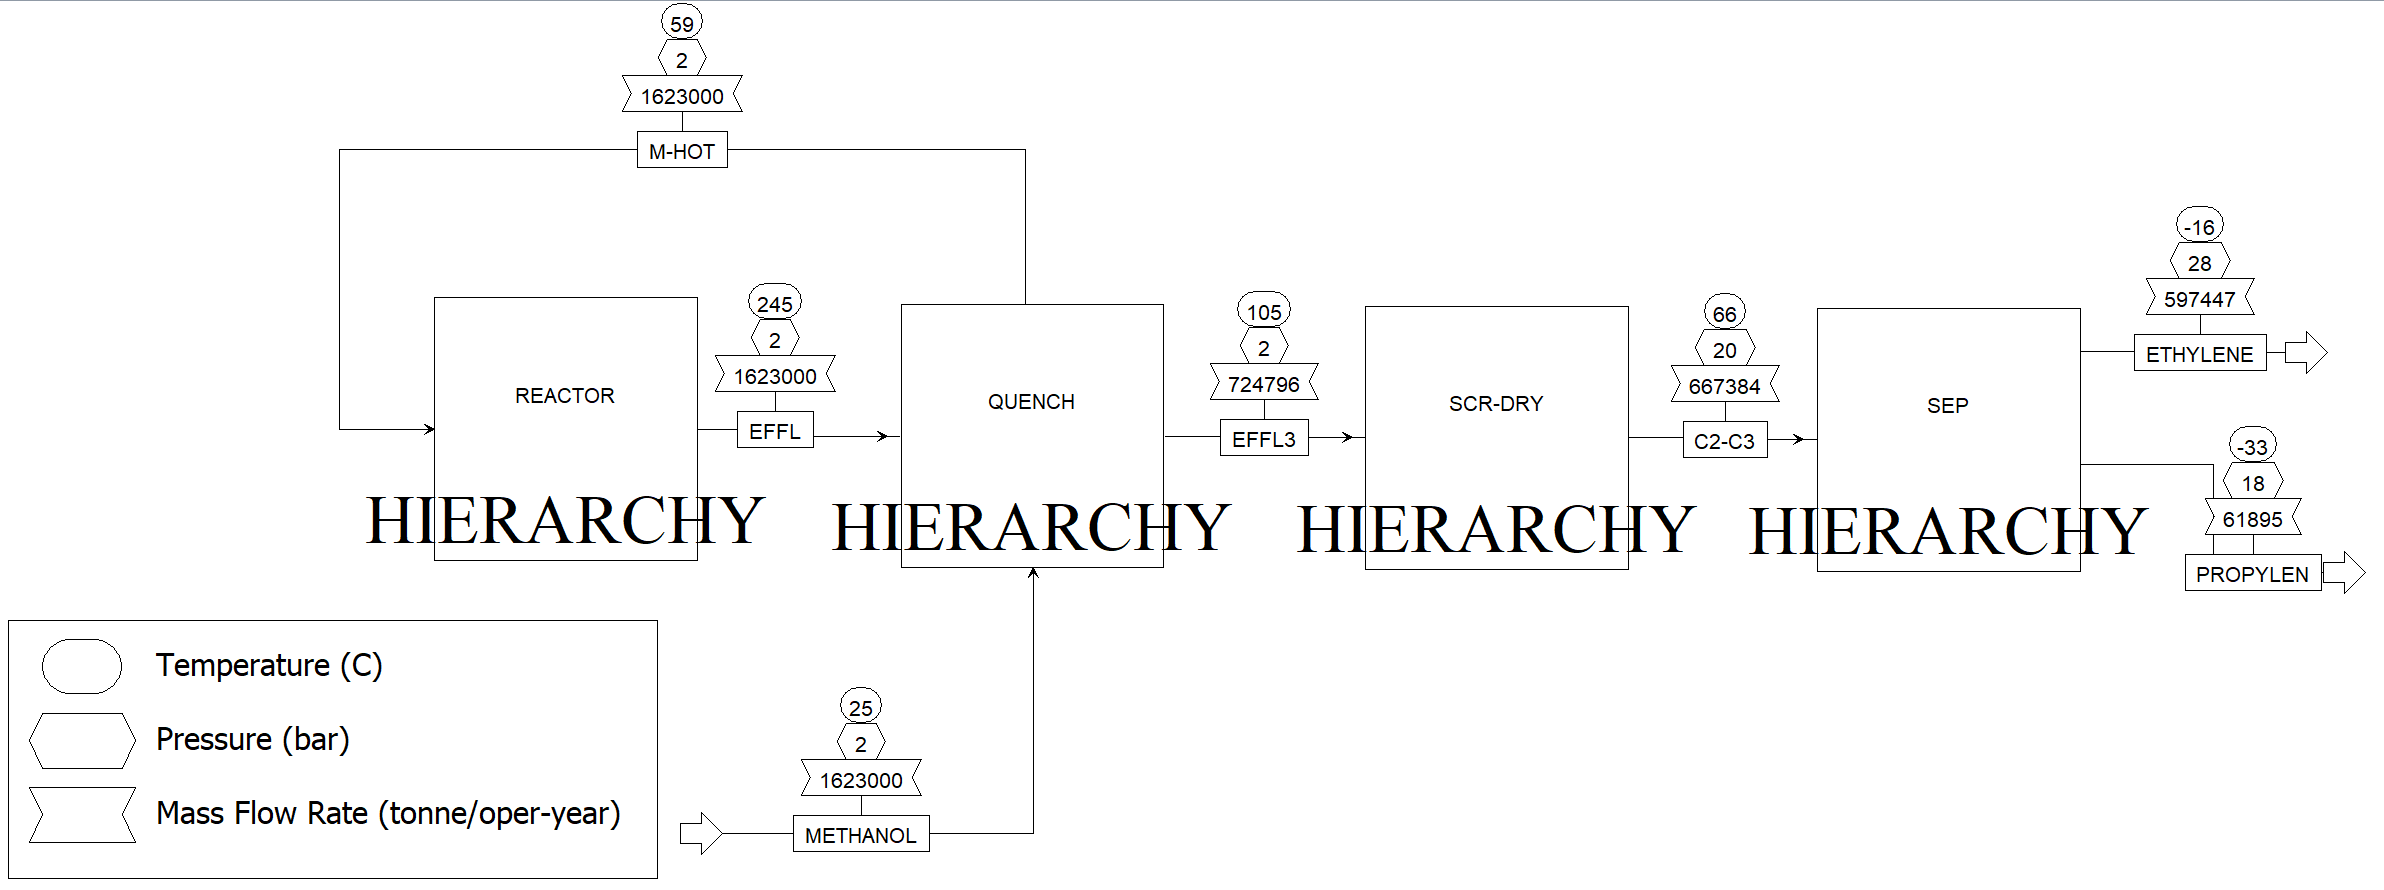 59
2
1623000
M-HOT
REACTOR
HIERARCHY
245
2
1623000
EFFL
QUENCH
HIERARCHY
105
2
724796
EFFL3
SCR-DRY
HIERARCHY
66
20
667384
C2-C3
SEP
HIERARCHY
-16
28
597447
ETHYLENE
-33
18
61895
PROPYLEN
Temperature (C)
Pressure (bar)
Mass Flow Rate (tonne/oper-year)
25
2
1623000
METHANOL